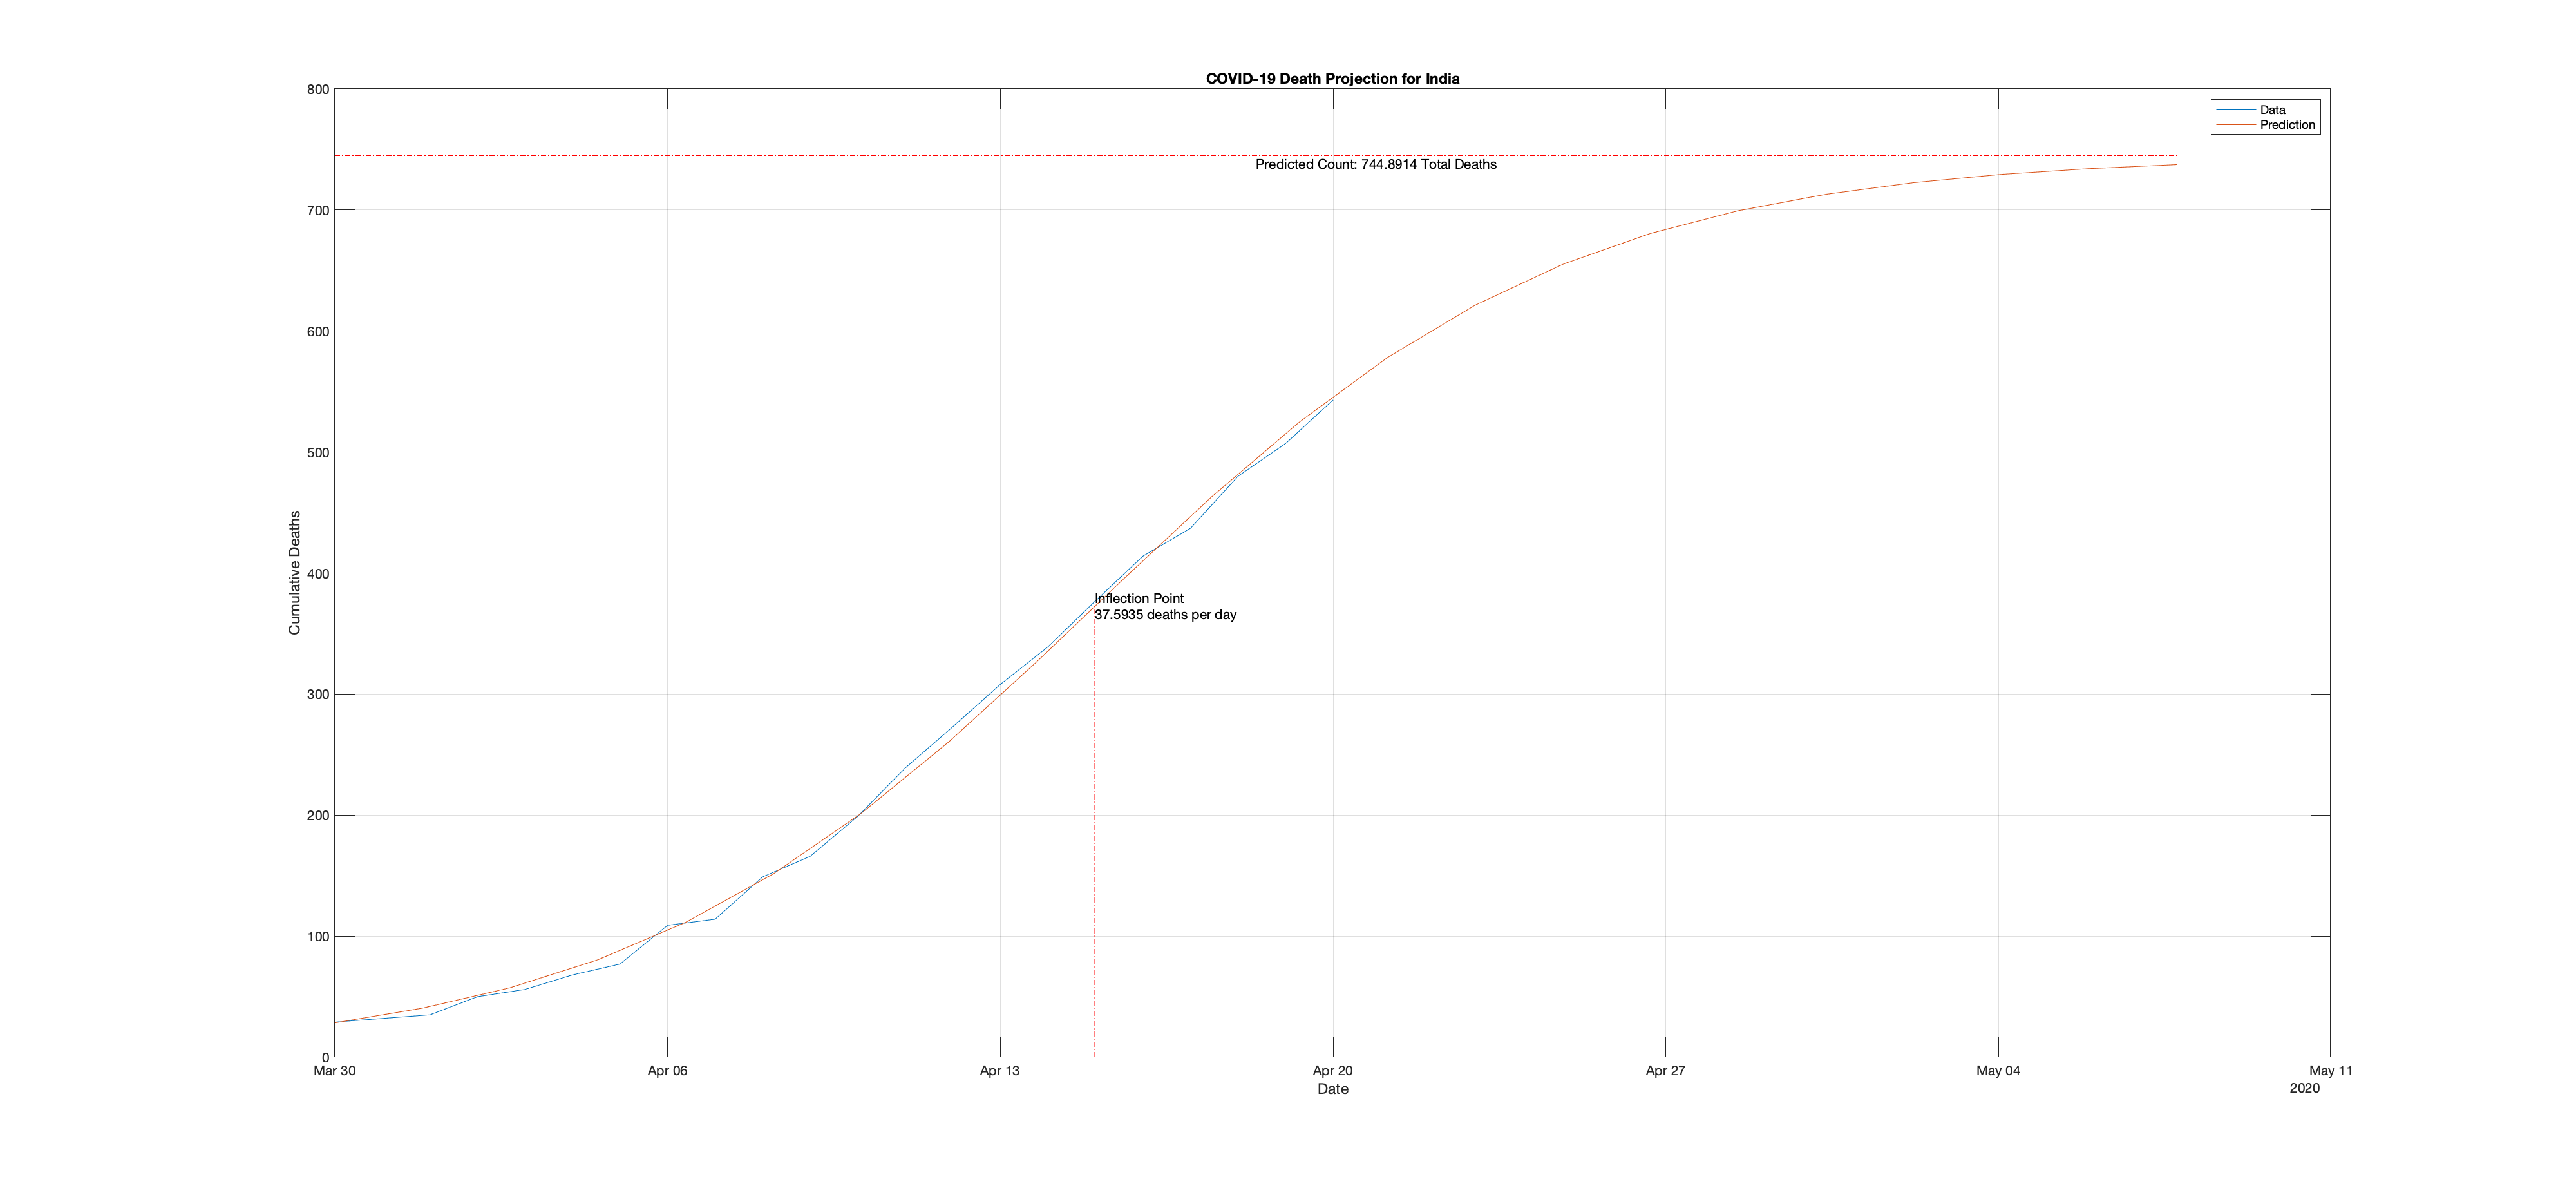 COVID-19 Death Projection for India
800
700
600
500
400
300
200
100
0
Cumulative Deaths
Data
Prediction
Predicted Count: 744.8914 Total Deaths
Inflection Point
37.5935 deaths per day
Mar 30 Apr 06 Apr 13 Apr 20 Apr 27 May 04 May 11
Date
2020